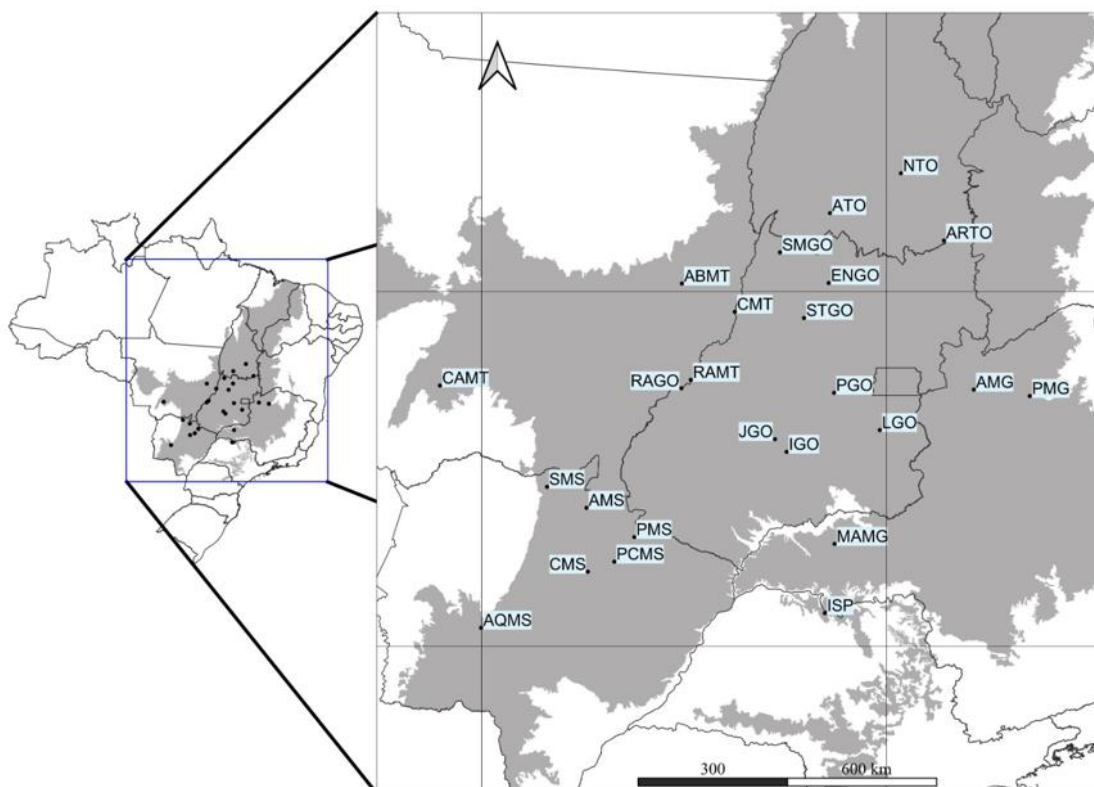 NTO
ATO
ARTO
SMGO
ABMT
ENGO
CMT
STGO
CAMT
RAGO
RAMT
PGO
AMG
PMG
LGO
JGO
IGO
SMS
AMS
PMS
MAMG
PCMS
CMS
ISP
AQMS
300
600 km